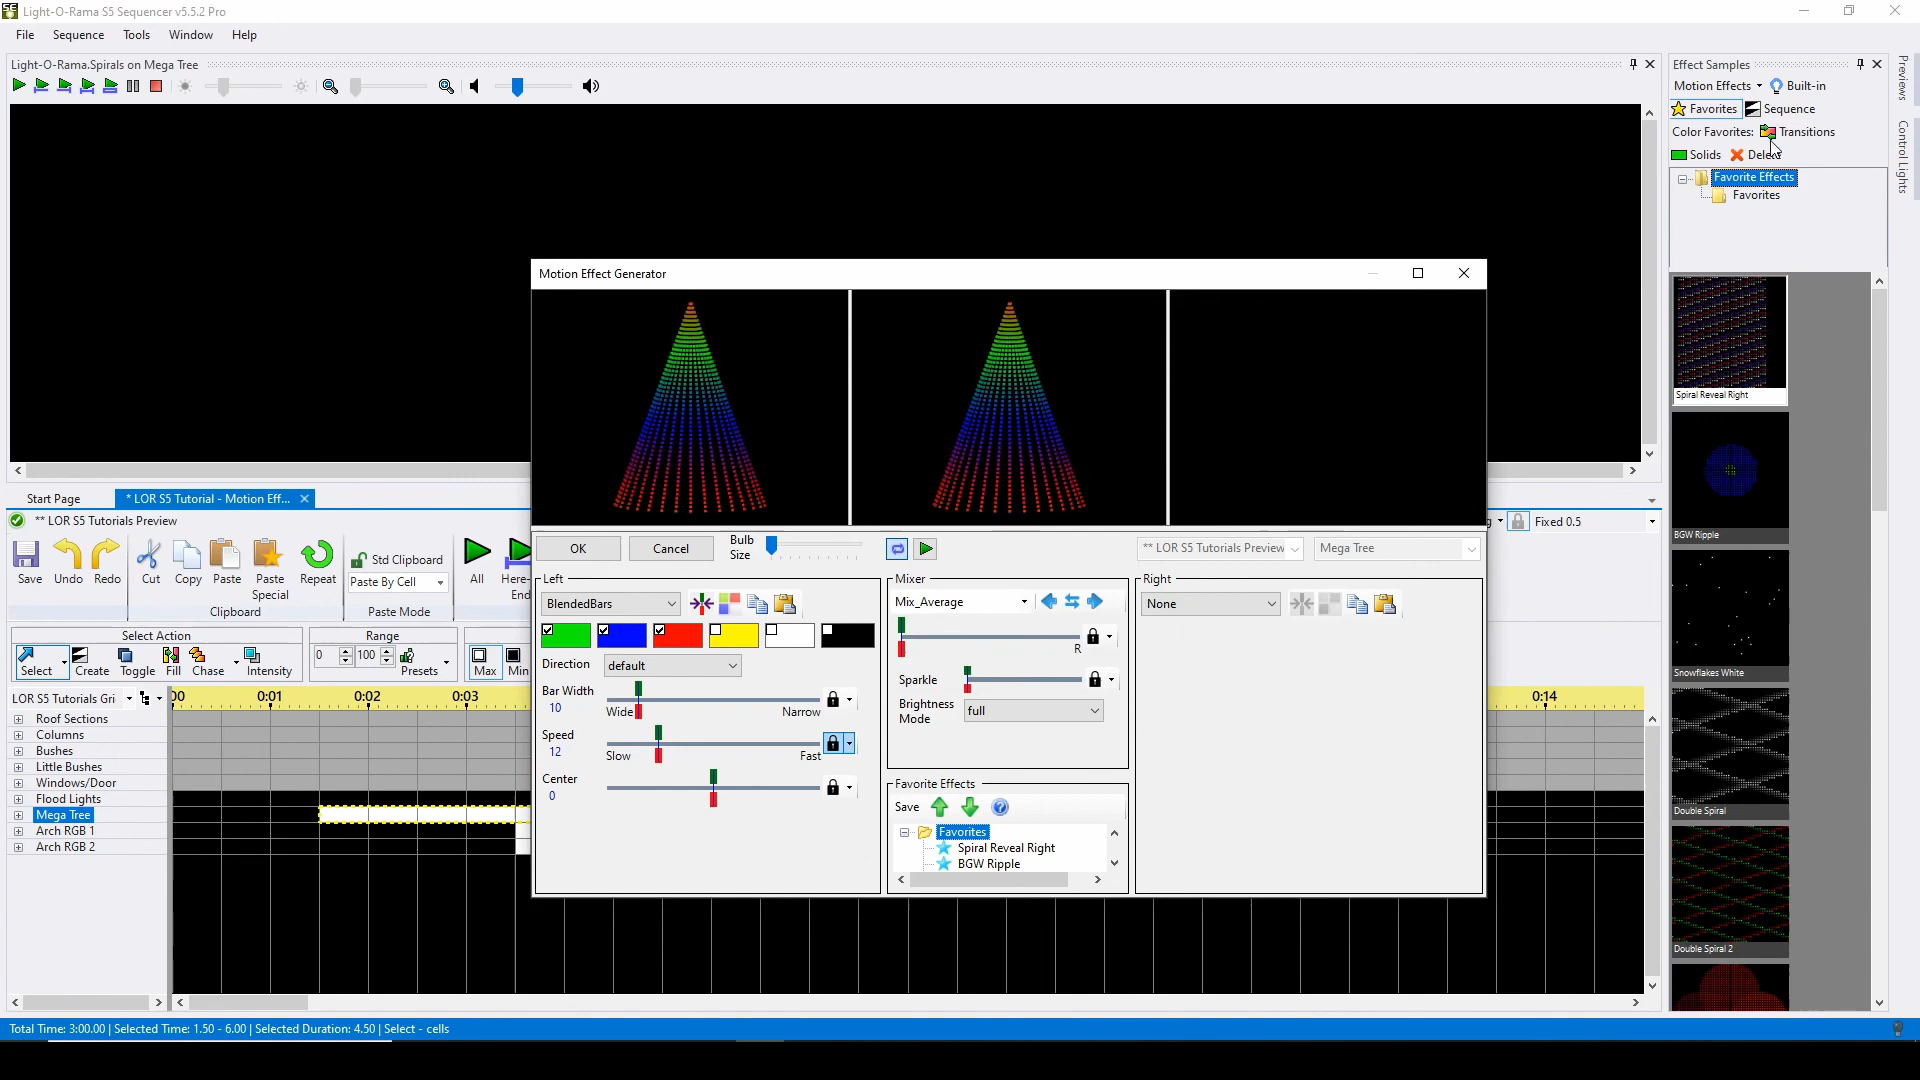 Light-O-Rama S5 Sequencer v5.5.2 Pro
File Sequence Tools Window Help
Light-O-Rama.Spirals on Mega Tree
Effect Samples
Motion Effects Built-in
Favorites Sequence
Color Favorites: Transitions
Solids
Favorite Effects
Favorites
Previews
Control Lights
Spiral Reveal Right
BGW Ripple
Snowflakes White
Double Spiral
Double Spiral 2
Motion Effect Generator
OK Cancel Bulb Size ** LOR S5 Tutorials Preview Mega Tree
Left
BlendedBars
Direction default
Bar Width
10
Wide Narrow
Speed
12
Slow Fast
Center
0
Mixer
Mix_Average
R
Sparkle
Brightness Mode full
Favorite Effects
Save
Favorites
Spiral Reveal Right
BGW Ripple
Right
None
Start Page * LOR S5 Tutorial - Motion Eff...
** LOR S5 Tutorials Preview
Fixed 0.5
Save Undo Redo Cut Copy Paste Paste Special Repeat
Clipboard
Std Clipboard
Paste By Cell
Paste Mode
All Here-End
Select Action Range
Select Create Toggle Fill Chase Intensity 0 100 Presets Max Min
LOR S5 Tutorials Gri
0:01 0:02 0:03 0:14
Roof Sections
Columns
Bushes
Little Bushes
Windows/Door
Flood Lights
Mega Tree
Arch RGB 1
Arch RGB 2
Total Time: 3:00.00 | Selected Time: 1.50 - 6.00 | Selected Duration: 4.50 | Select - cells